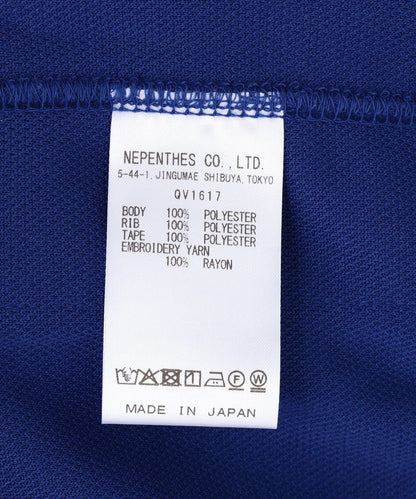 NEPENTHES CO., LTD.
5-44-1, JINGUMAE SHIBUYA, TOKYO
QV1617
BODY 100% POLYESTER
RIB 100% POLYESTER
TAPE 100% POLYESTER
EMBROIDERY YARN
100% RAYON
F W
MADE IN JAPAN